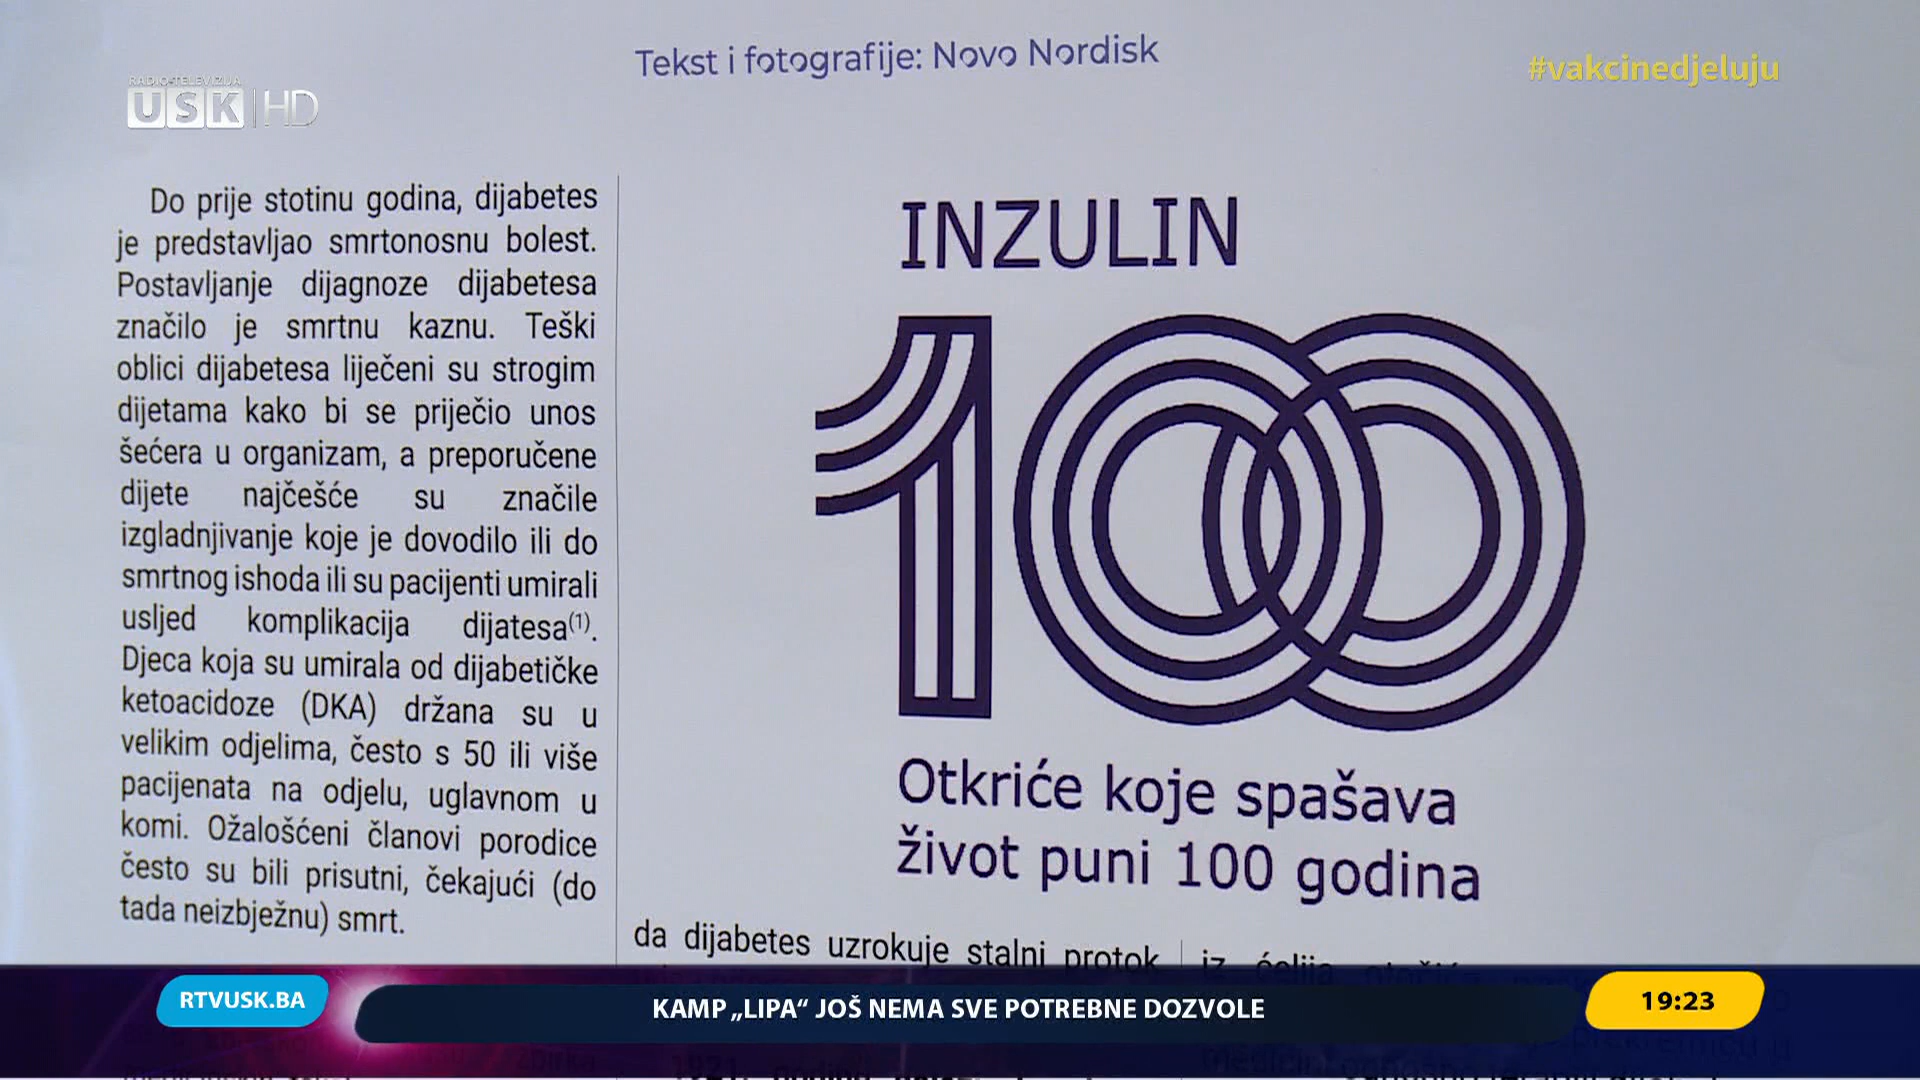 Tekst i fotografije: Novo Nordisk
#vakcinedjeluju
RADIO-TELEVIZIJA
USK HD
Do prije stotinu godina, dijabetes
je predstavljao smrtonosnu bolest.
Postavljanje dijagnoze dijabetesa
značilo je smrtnu kaznu. Teški
oblici dijabetesa liječeni su strogim
dijetama kako bi se priječio unos
šećera u organizam, a preporučene
dijete najčešće su značile
izgladnjivanje koje je dovodilo ili do
smrtnog ishoda ili su pacijenti umirali
usljed komplikacija dijatesa(1).
Djeca koja su umirala od dijabetičke
ketoacidoze (DKA) držana su u
velikim odjelima, često s 50 ili više
pacijenata na odjelu, uglavnom u
komi. Ožalošćeni članovi porodice
često su bili prisutni, čekajući (do
tada neizbježnu) smrt.
INZULIN
100
Otkriće koje spašava
život puni 100 godina
da dijabetes uzrokuje stalni protok
iz ćelija
RTVUSK.BA
KAMP „LIPA“ JOŠ NEMA SVE POTREBNE DOZVOLE
19:23